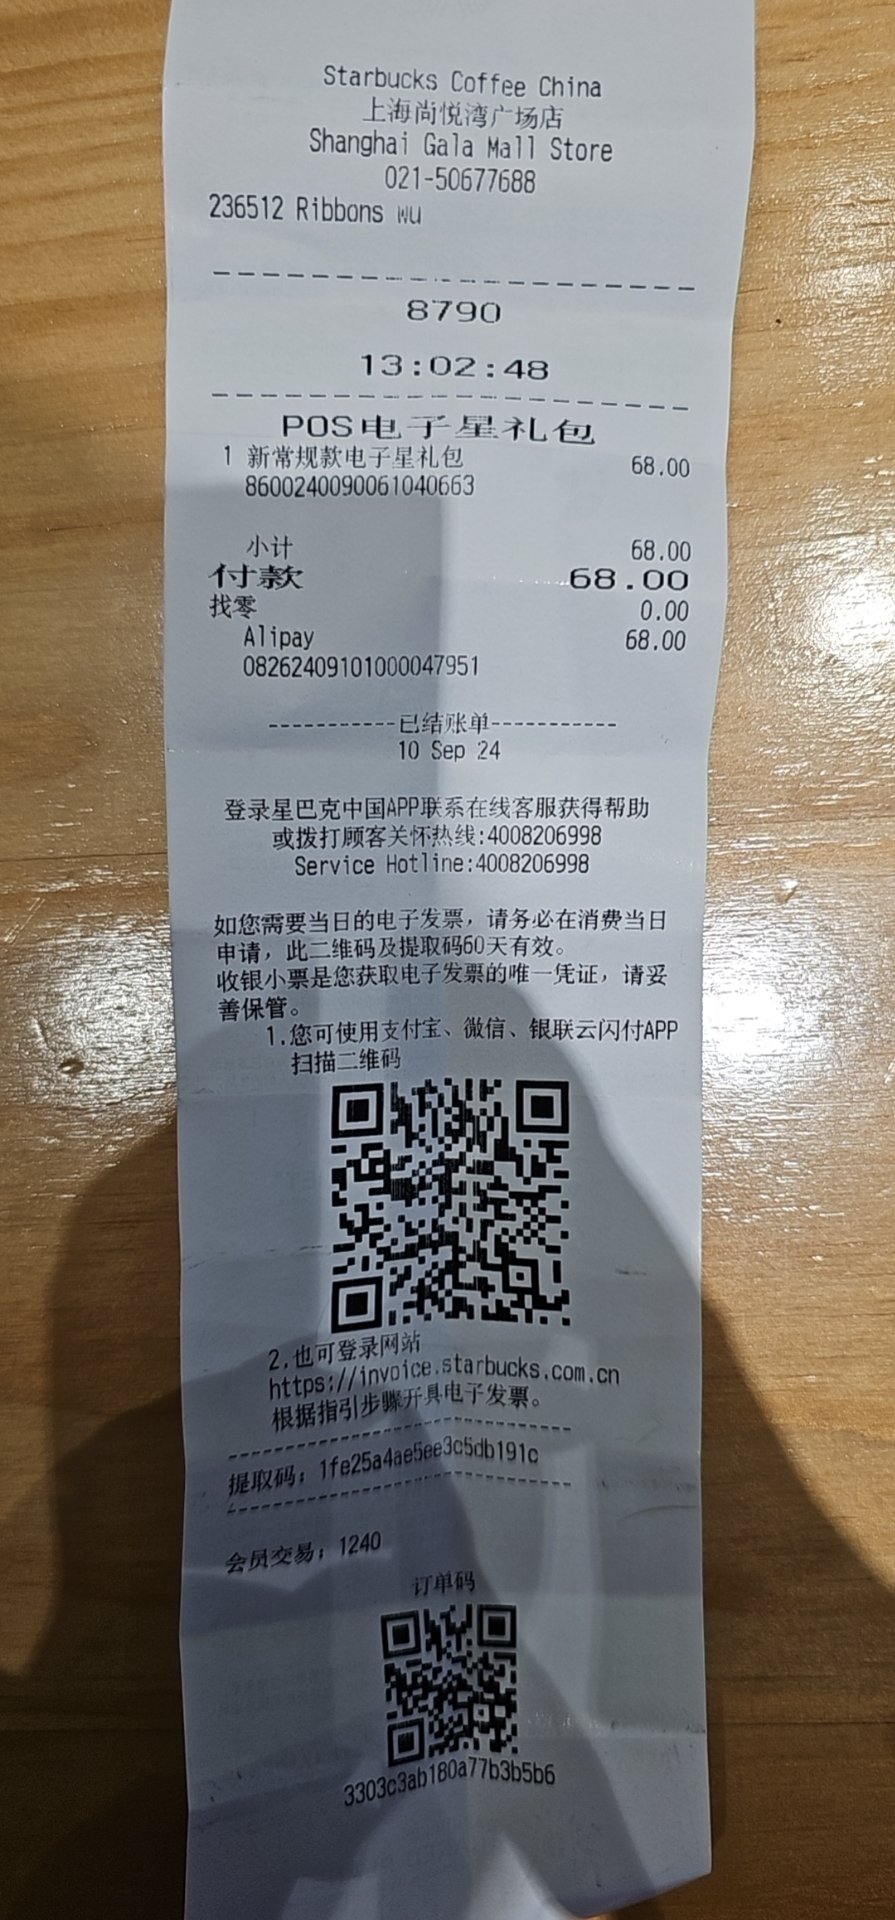 Starbucks Coffee China
上海尚悦湾广场店
Shanghai Gala Mall Store
021-50677688
236512 Ribbons Wu
8790
13:02:48
POS电子星礼包
1 新常规款电子星礼包 68.00
8600240090061040663
小计 68.00
付款 68.00
找零 0.00
Alipay 68.00
08262409101000047951
-----------已结账单-----------
10 Sep 24
登录星巴克中国APP联系在线客服获得帮助
或拨打顾客关怀热线:4008206998
Service Hotline:4008206998
如您需要当日的电子发票，请务必在消费当日
申请，此二维码及提取码60天有效。
收银小票是您获取电子发票的唯一凭证，请妥
善保管。
1.您可使用支付宝、微信、银联云闪付APP
扫描二维码
2.也可登录网站
https://invoice.starbucks.com.cn
根据指引步骤开具电子发票。
提取码：1fe25a4ae5ee3c5db191c
会员交易：1240
订单码
3303c3ab180a77b3b5b6